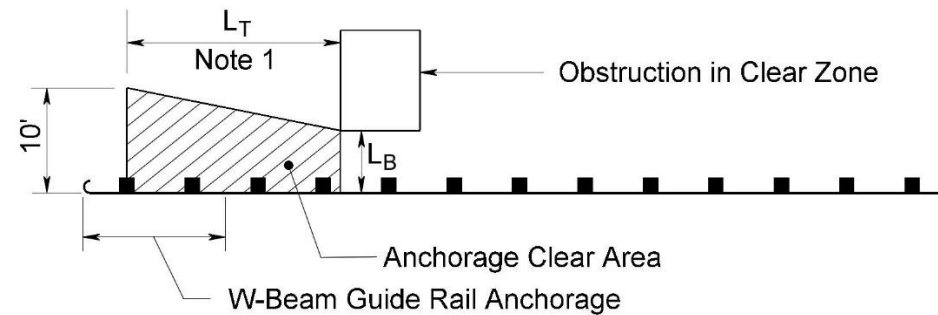 L_T
Note 1
Obstruction in Clear Zone
10'
L_B
Anchorage Clear Area
W-Beam Guide Rail Anchorage